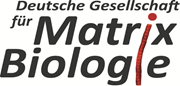 Deutsche Gesellschaft
für Matrix
Biologie